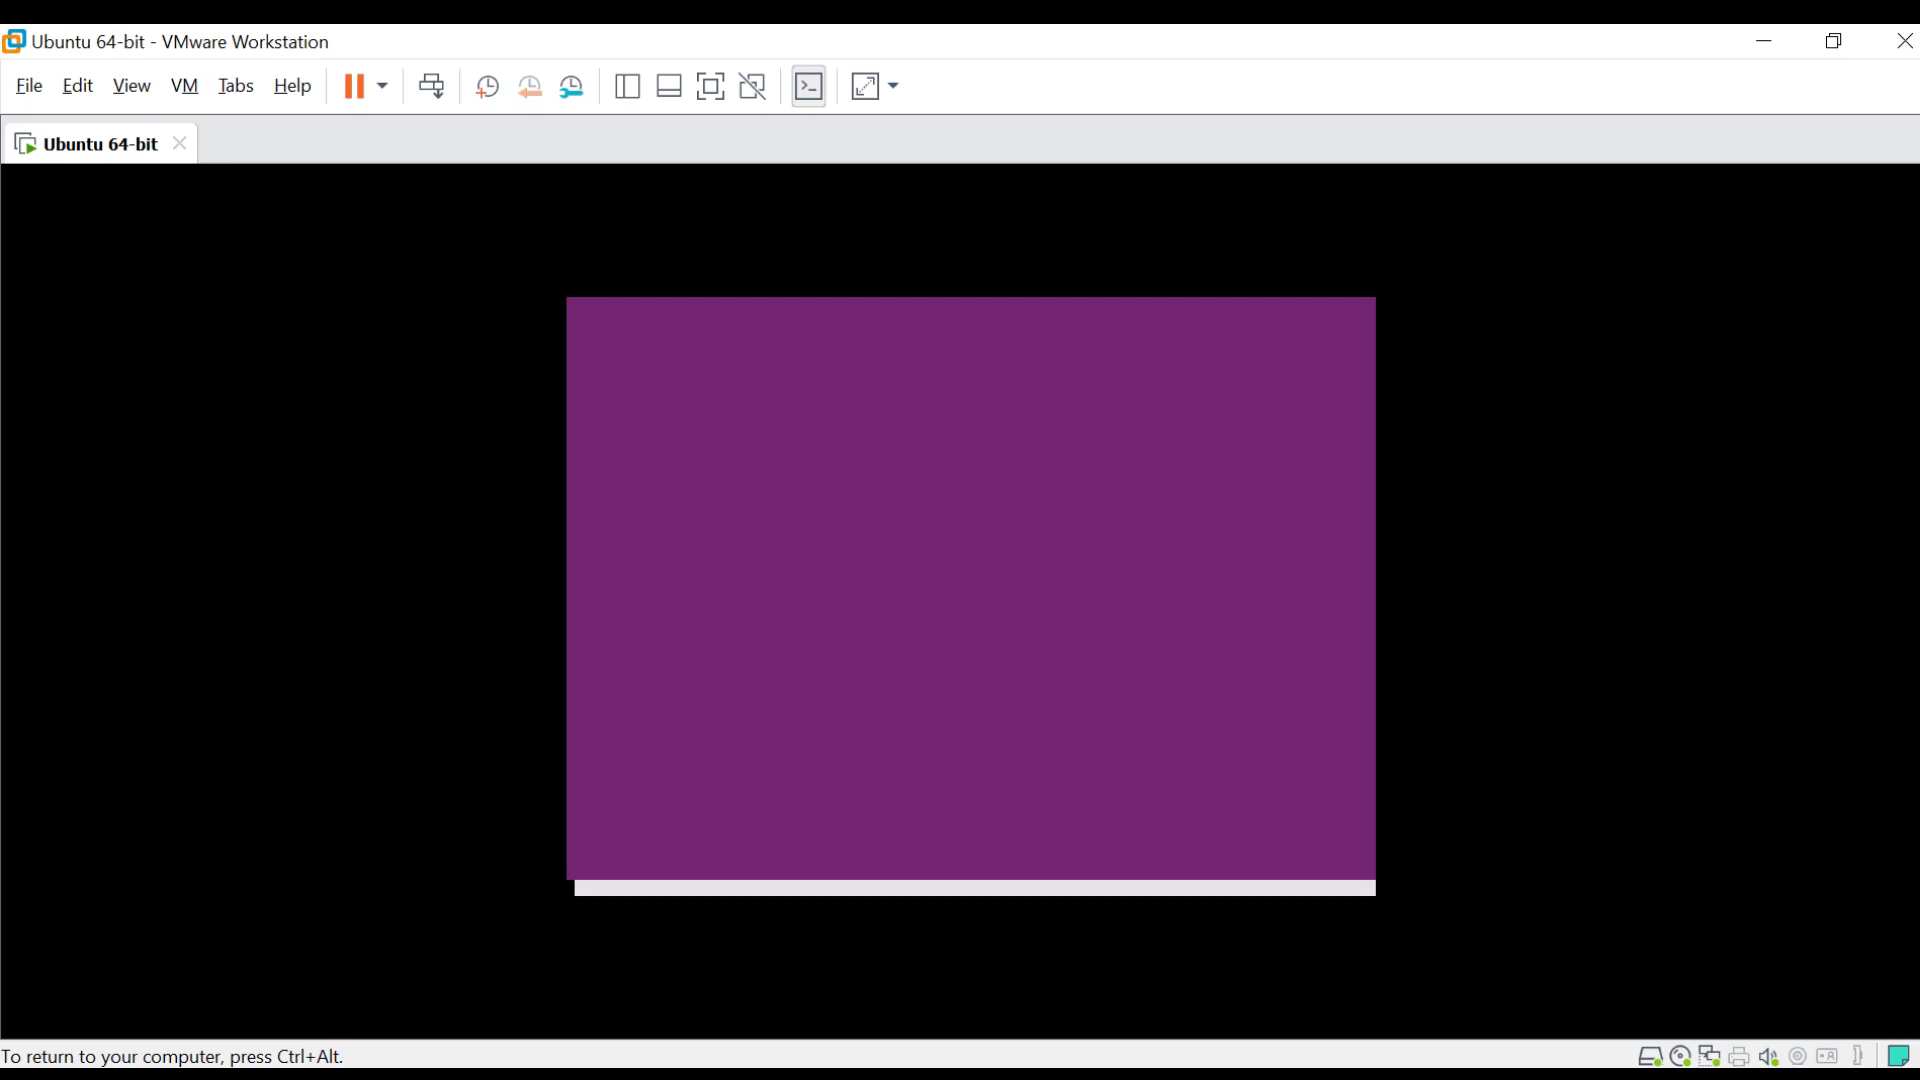 Ubuntu 64-bit - VMware Workstation
File Edit View VM Tabs Help
Ubuntu 64-bit
To return to your computer, press Ctrl+Alt.